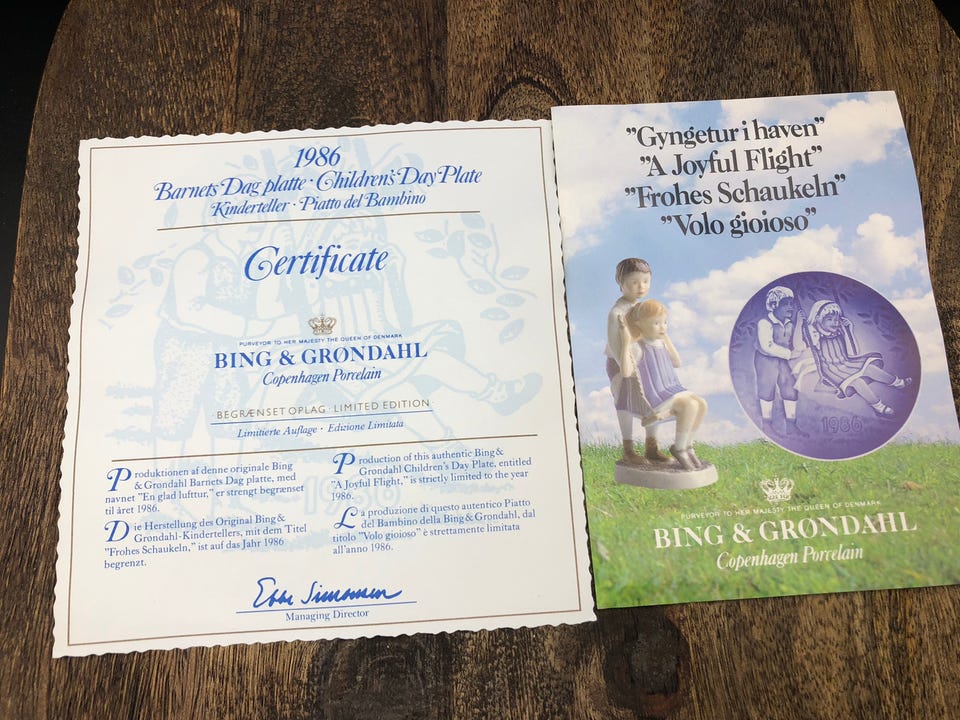 1986
Barnets Dag platte · Children's Day Plate
Kinderteller · Piatto del Bambino
Certificate
PURVEYOR TO HER MAJESTY THE QUEEN OF DENMARK
BING & GRØNDAHL
Copenhagen Porcelain
BEGRÆNSET OPLAG · LIMITED EDITION
Limitierte Auflage · Edizione Limitata
Produktionen af denne originale Bing
& Grøndahl Barnets Dag platte, med
navnet "En glad lufttur," er strengt begrænset
til året 1986.
Die Herstellung des Original Bing &
Grøndahl-Kindertellers, mit dem Titel
"Frohes Schaukeln," ist auf das Jahr 1986
begrenzt.
Production of this authentic Bing &
Grøndahl Children's Day Plate, entitled
"A Joyful Flight," is strictly limited to the year
1986.
La produzione di questo autentico Piatto
del Bambino della Bing & Grøndahl, dal
titolo "Volo gioioso" è strettamente limitata
all'anno 1986.
1986
Ebbe Simonsen
Managing Director
"Gyngetur i haven"
"A Joyful Flight"
"Frohes Schaukeln"
"Volo gioioso"
1986
PURVEYOR TO HER MAJESTY THE QUEEN OF DENMARK
BING & GRØNDAHL
Copenhagen Porcelain